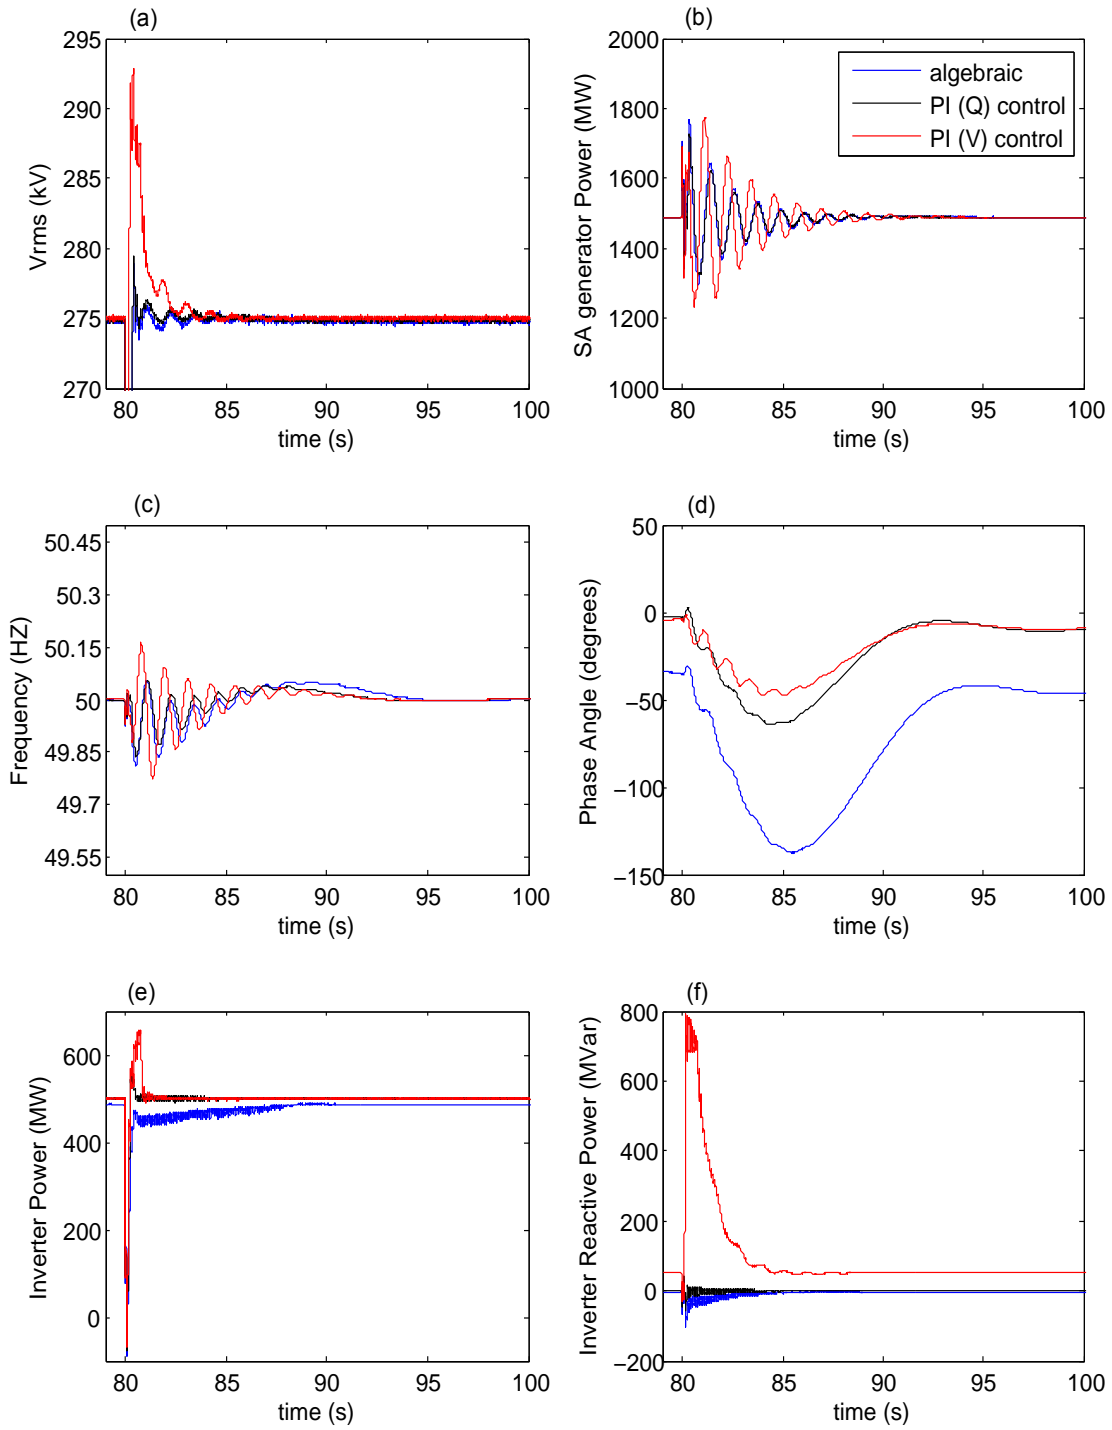 (a)
295
290
285
280
275
270
Vrms (kV)
80 85 90 95 100
time (s)
(b)
2000
1800
1600
1400
1200
1000
SA generator Power (MW)
algebraic
PI (Q) control
PI (V) control
80 85 90 95 100
time (s)
(c)
50.45
50.3
50.15
50
49.85
49.7
49.55
Frequency (HZ)
80 85 90 95 100
time (s)
(d)
50
0
−50
−100
−150
Phase Angle (degrees)
80 85 90 95 100
time (s)
(e)
600
400
200
0
Inverter Power (MW)
80 85 90 95 100
time (s)
(f)
800
600
400
200
0
−200
Inverter Reactive Power (MVar)
80 85 90 95 100
time (s)